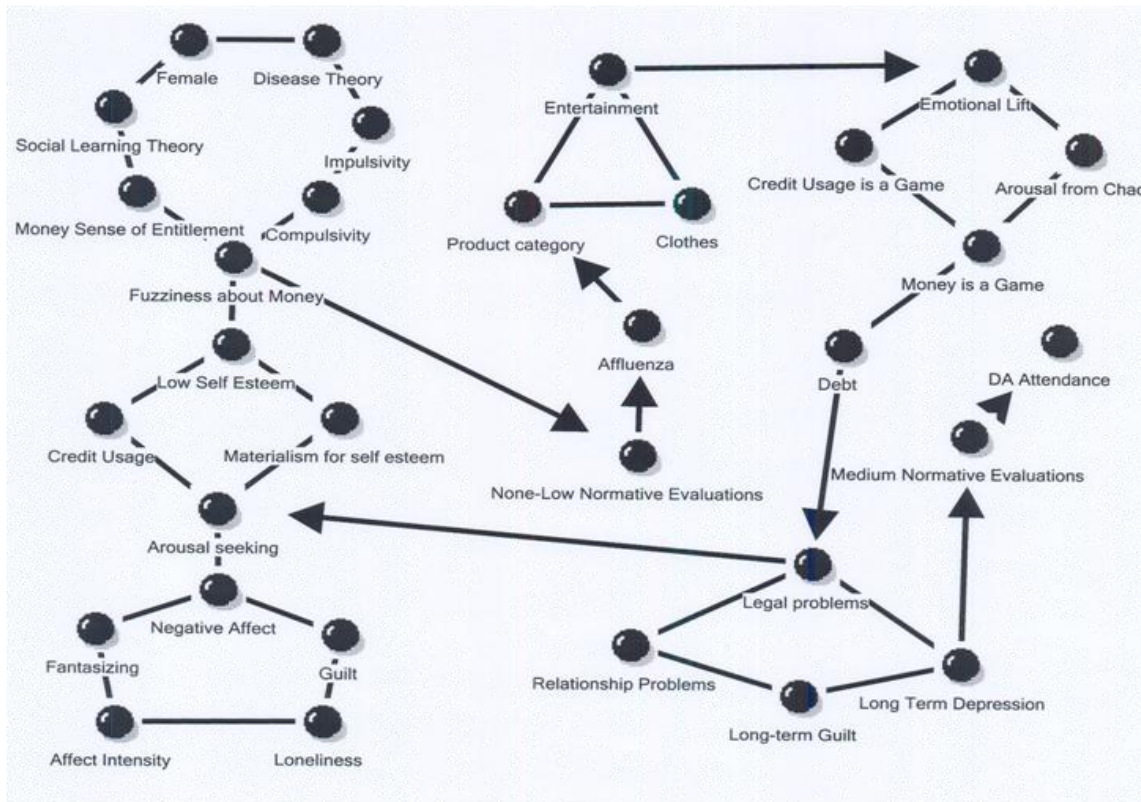 Female
Disease Theory
Social Learning Theory
Impulsivity
Money Sense of Entitlement
Compulsivity
Fuzziness about Money
Low Self Esteem
Credit Usage
Materialism for self esteem
Arousal seeking
Negative Affect
Fantasizing
Guilt
Affect Intensity
Loneliness
Entertainment
Product category
Clothes
Affluenza
None-Low Normative Evaluations
Emotional Lift
Credit Usage is a Game
Arousal from Chao
Money is a Game
Debt
DA Attendance
Medium Normative Evaluations
Legal problems
Relationship Problems
Long Term Depression
Long-term Guilt